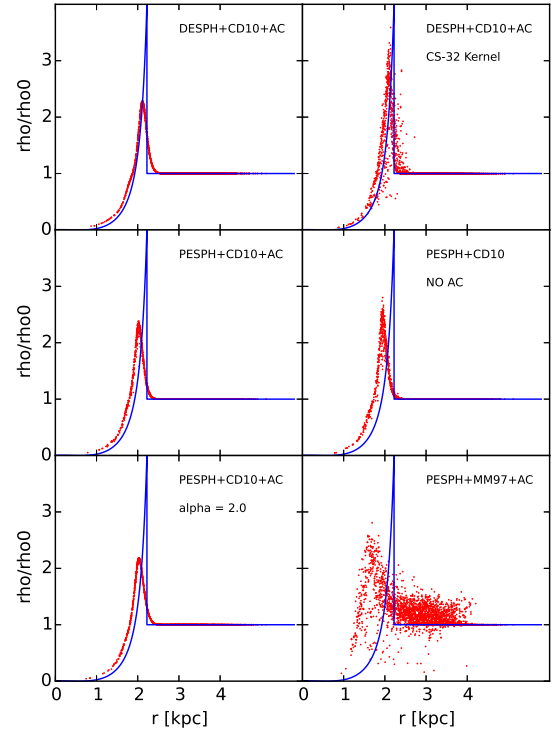 DESPH+CD10+AC
DESPH+CD10+AC
CS-32 Kernel
rho/rho0
3
2
1
0
PESPH+CD10+AC
PESPH+CD10
NO AC
rho/rho0
3
2
1
0
PESPH+CD10+AC
alpha = 2.0
PESPH+MM97+AC
rho/rho0
3
2
1
0
0 1 2 3 4 1 2 3 4
r [kpc] r [kpc]